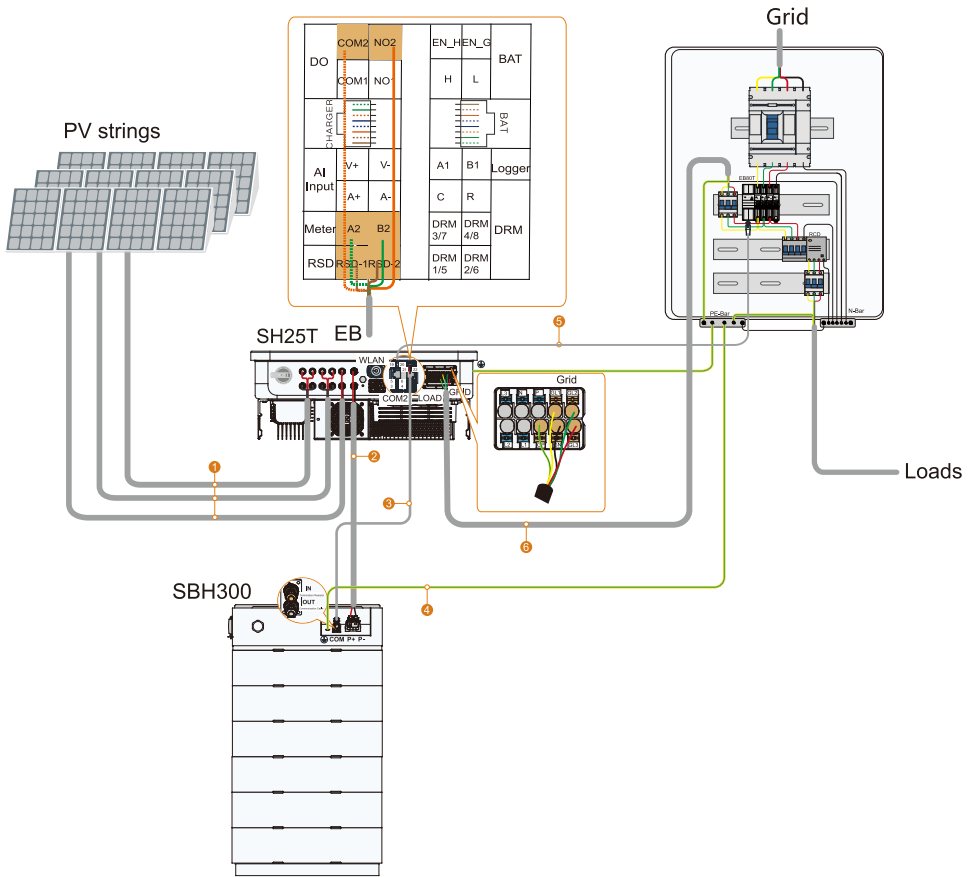 Grid
PV strings
DO
COM2
NO2
EN_H
EN_G
BAT
COM1
NO1
H
L
CHARGER
BAT
AI
Input
V+
V-
A1
B1
Logger
A+
A-
C
R
Meter
A2
B2
DRM
3/7
DRM
4/8
DRM
RSD
RSD-1
RSD-2
DRM
1/5
DRM
2/6
EB80T
RCD
PE-Bar
N-Bar
SH25T
EB
5
WLAN
COM2
LOAD
GRID
Grid
1
2
3
6
Loads
SBH300
IN
OUT
4
COM P+ P-